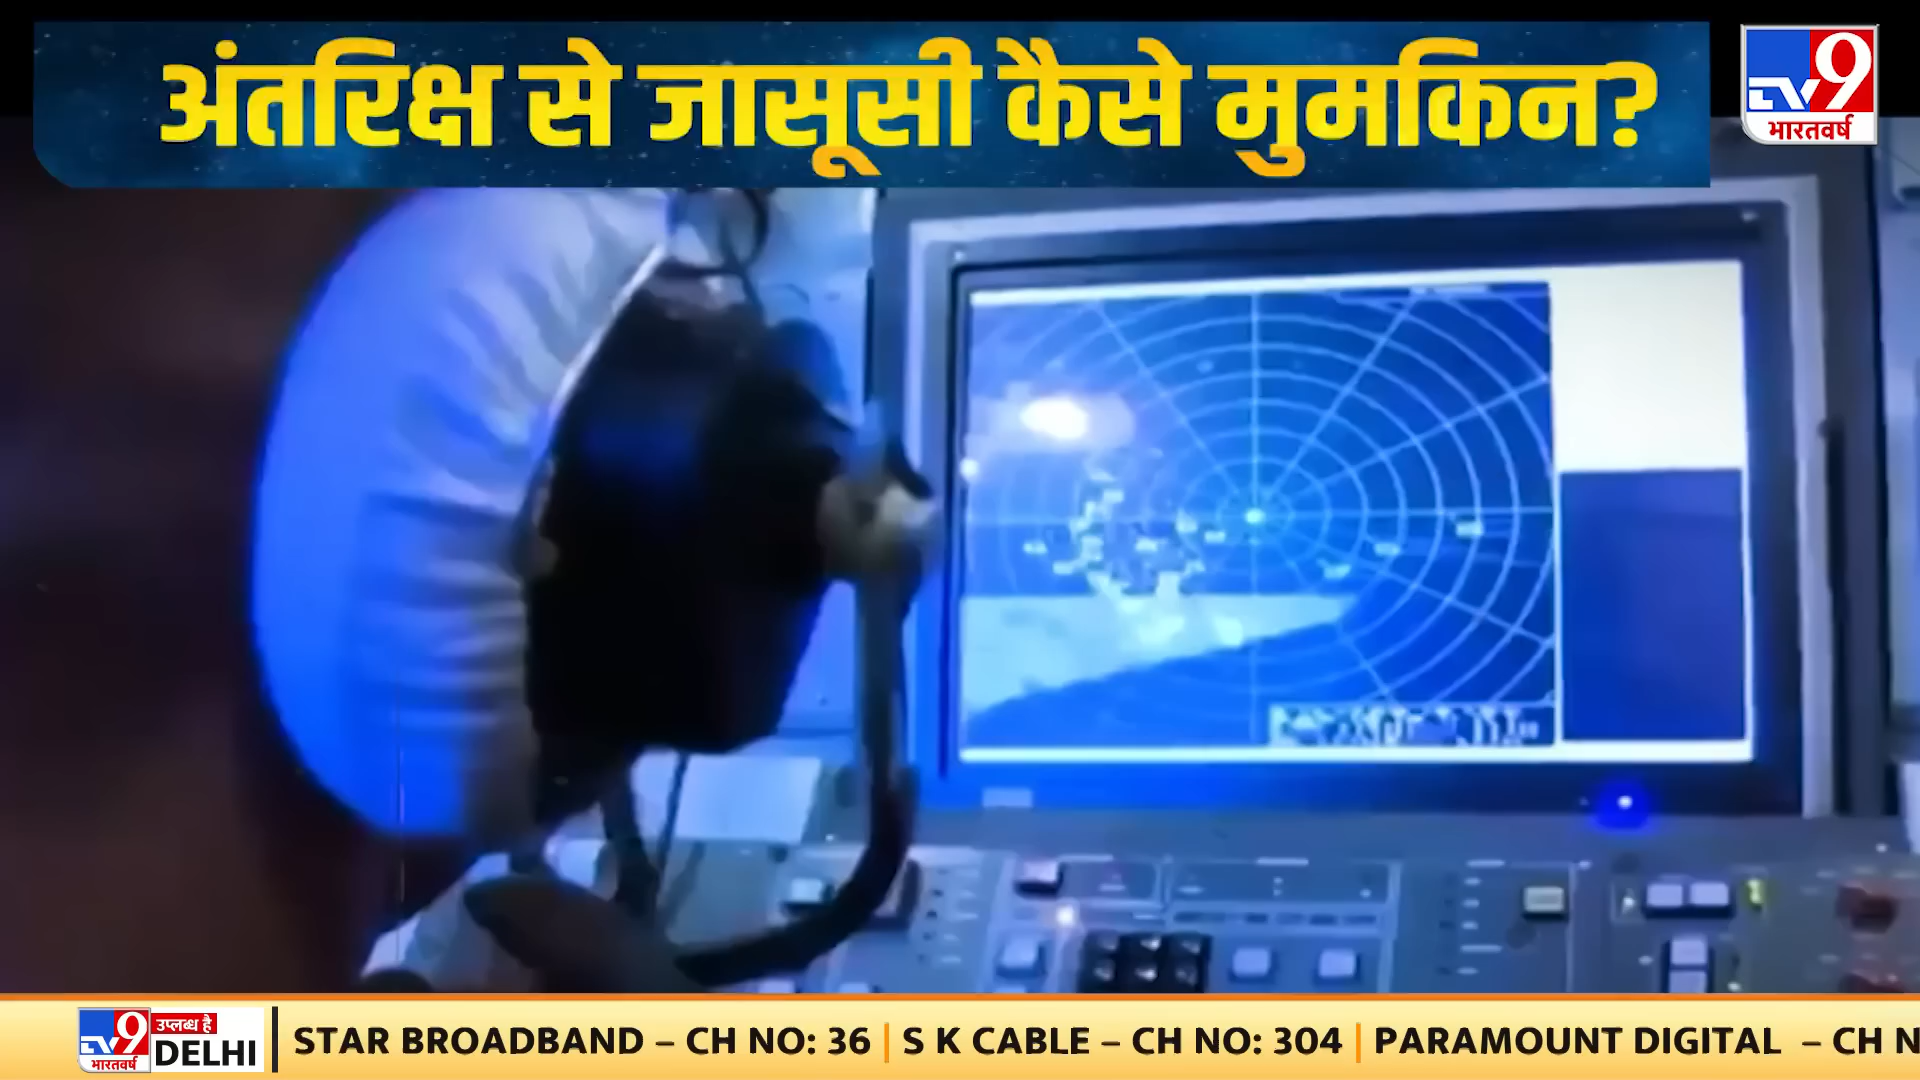 अंतरिक्ष से जासूसी कैसे मुमकिन?
TV9
भारतवर्ष
TV9 भारतवर्ष
उपलब्ध है
DELHI
STAR BROADBAND – CH NO: 36 | S K CABLE – CH NO: 304 | PARAMOUNT DIGITAL – CH N